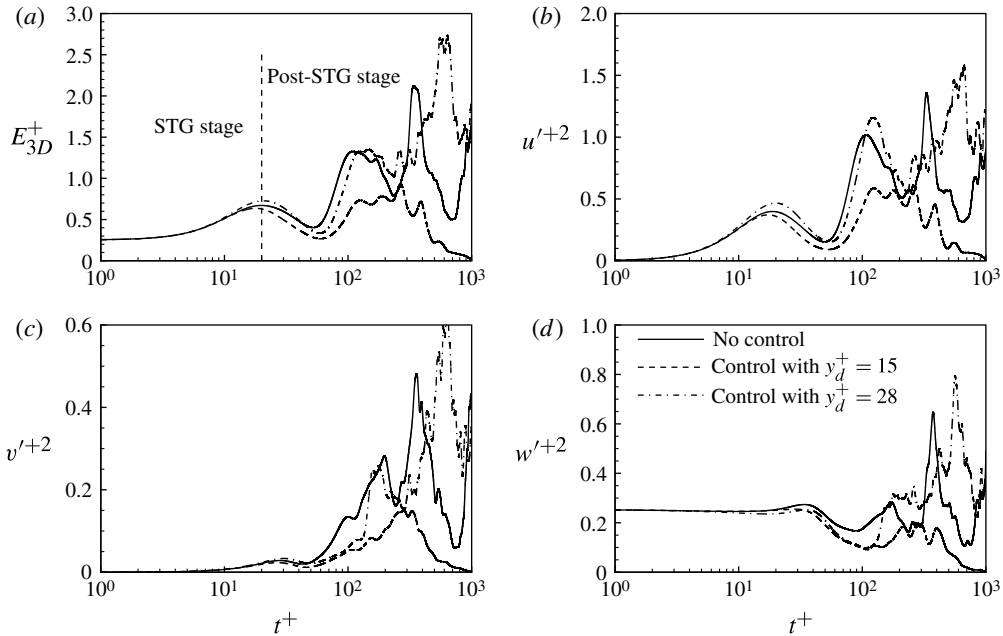 (a)
3.0
2.5
2.0
1.5
1.0
0.5
0
E_{3D}^+
STG stage
Post-STG stage
10^0 10^1 10^2 10^3
(b)
2.0
1.5
1.0
0.5
0
u'^{+2}
10^0 10^1 10^2 10^3
(c)
0.6
0.4
0.2
0
v'^{+2}
10^0 10^1 10^2 10^3
t^+
(d)
1.0
0.8
0.6
0.4
0.2
0
w'^{+2}
No control
Control with y_d^+ = 15
Control with y_d^+ = 28
10^0 10^1 10^2 10^3
t^+